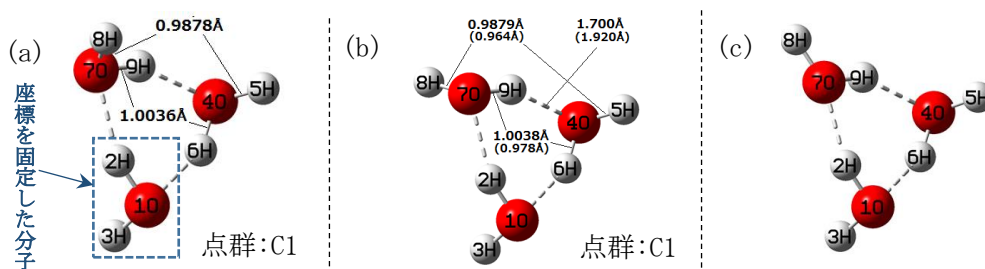 (a)
0.9878Å
8H
7O
9H
4O
5H
1.0036Å
6H
2H
1O
3H
座標を固定した分子
点群:C1
(b)
0.9879Å
(0.964Å)
1.700Å
(1.920Å)
8H
7O
9H
4O
5H
1.0038Å
(0.978Å)
6H
2H
1O
3H
点群:C1
(c)
8H
7O
9H
4O
5H
6H
2H
1O
3H